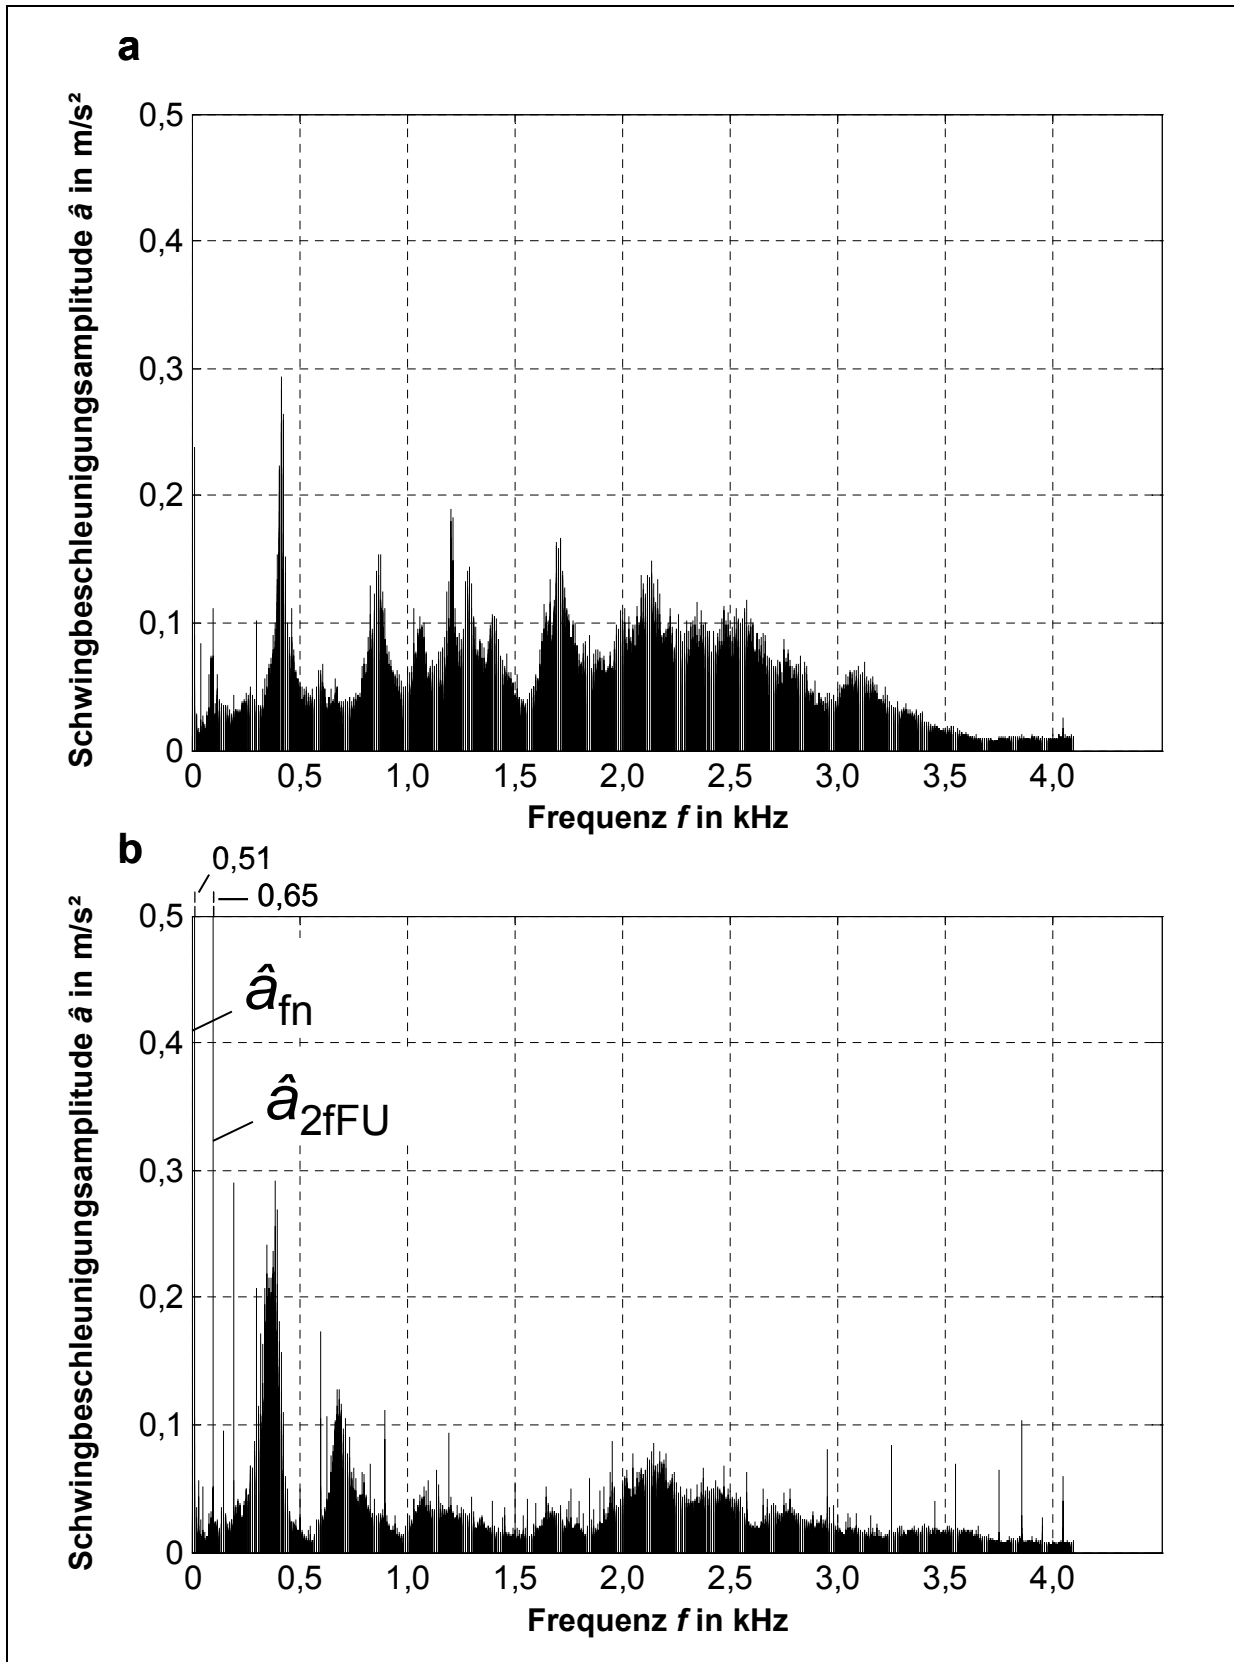 a
Schwingbeschleunigungsamplitude â in m/s²
0,5
0,4
0,3
0,2
0,1
0
0 0,5 1,0 1,5 2,0 2,5 3,0 3,5 4,0
Frequenz f in kHz
b
0,51
0,65
Schwingbeschleunigungsamplitude â in m/s²
0,5
â fn
0,4
â 2fFU
0,3
0,2
0,1
0
0 0,5 1,0 1,5 2,0 2,5 3,0 3,5 4,0
Frequenz f in kHz